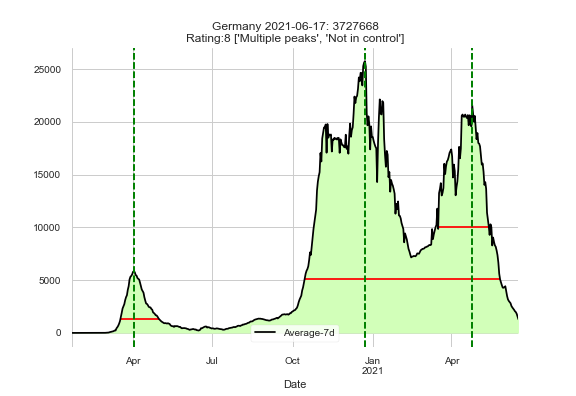 Germany 2021-06-17: 3727668
Rating:8 ['Multiple peaks', 'Not in control']
25000
20000
15000
10000
5000
0
Average-7d
Apr
Jul
Oct
Jan
2021
Apr
Date